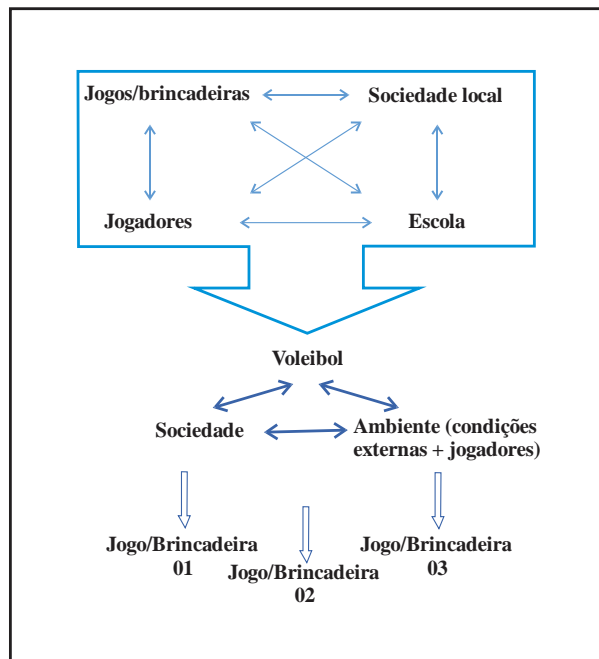 Jogos/brincadeiras
Sociedade local
Jogadores
Escola
Voleibol
Sociedade
Ambiente (condições
externas + jogadores)
Jogo/Brincadeira
01
Jogo/Brincadeira
02
Jogo/Brincadeira
03